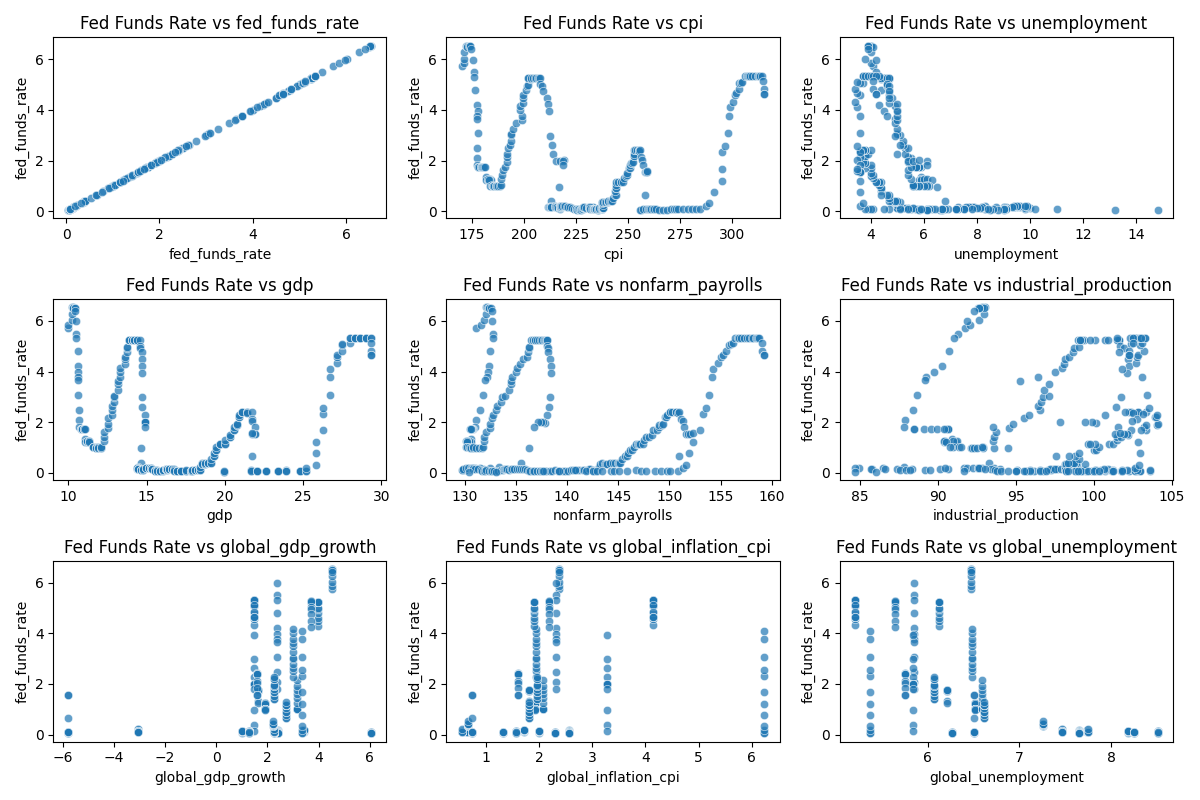 Fed Funds Rate vs fed_funds_rate
fed_funds_rate
6
4
2
0
0 2 4 6
fed_funds_rate
Fed Funds Rate vs cpi
fed_funds_rate
6
4
2
0
175 200 225 250 275 300
cpi
Fed Funds Rate vs unemployment
fed_funds_rate
6
4
2
0
4 6 8 10 12 14
unemployment
Fed Funds Rate vs gdp
fed_funds_rate
6
4
2
0
10 15 20 25 30
gdp
Fed Funds Rate vs nonfarm_payrolls
fed_funds_rate
6
4
2
0
130 135 140 145 150 155 160
nonfarm_payrolls
Fed Funds Rate vs industrial_production
fed_funds_rate
6
4
2
0
85 90 95 100 105
industrial_production
Fed Funds Rate vs global_gdp_growth
fed_funds_rate
6
4
2
0
−6 −4 −2 0 2 4 6
global_gdp_growth
Fed Funds Rate vs global_inflation_cpi
fed_funds_rate
6
4
2
0
1 2 3 4 5 6
global_inflation_cpi
Fed Funds Rate vs global_unemployment
fed_funds_rate
6
4
2
0
6 7 8
global_unemployment